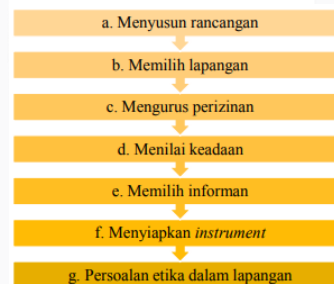 a. Menyusun rancangan
b. Memilih lapangan
c. Mengurus perizinan
d. Menilai keadaan
e. Memilih informan
f. Menyiapkan instrument
g. Persoalan etika dalam lapangan